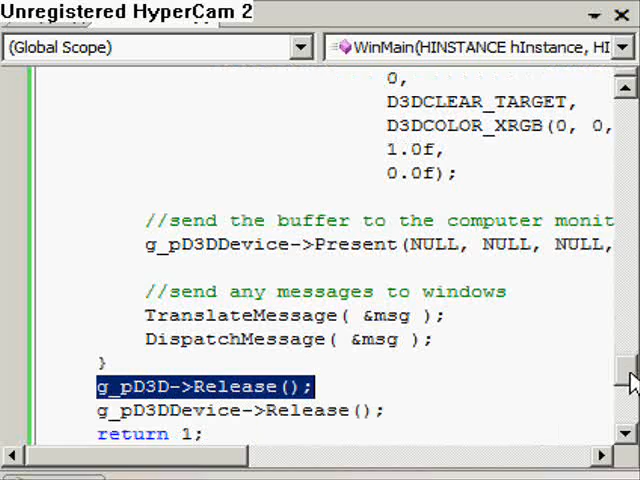 Unregistered HyperCam 2
(Global Scope)
WinMain(HINSTANCE hInstance, HI
0,
D3DCLEAR_TARGET,
D3DCOLOR_XRGB(0, 0,
1.0f,
0.0f);
//send the buffer to the computer monit
g_pD3DDevice->Present(NULL, NULL, NULL,
//send any messages to windows
TranslateMessage( &msg );
DispatchMessage( &msg );
}
g_pD3D->Release();
g_pD3DDevice->Release();
return 1;